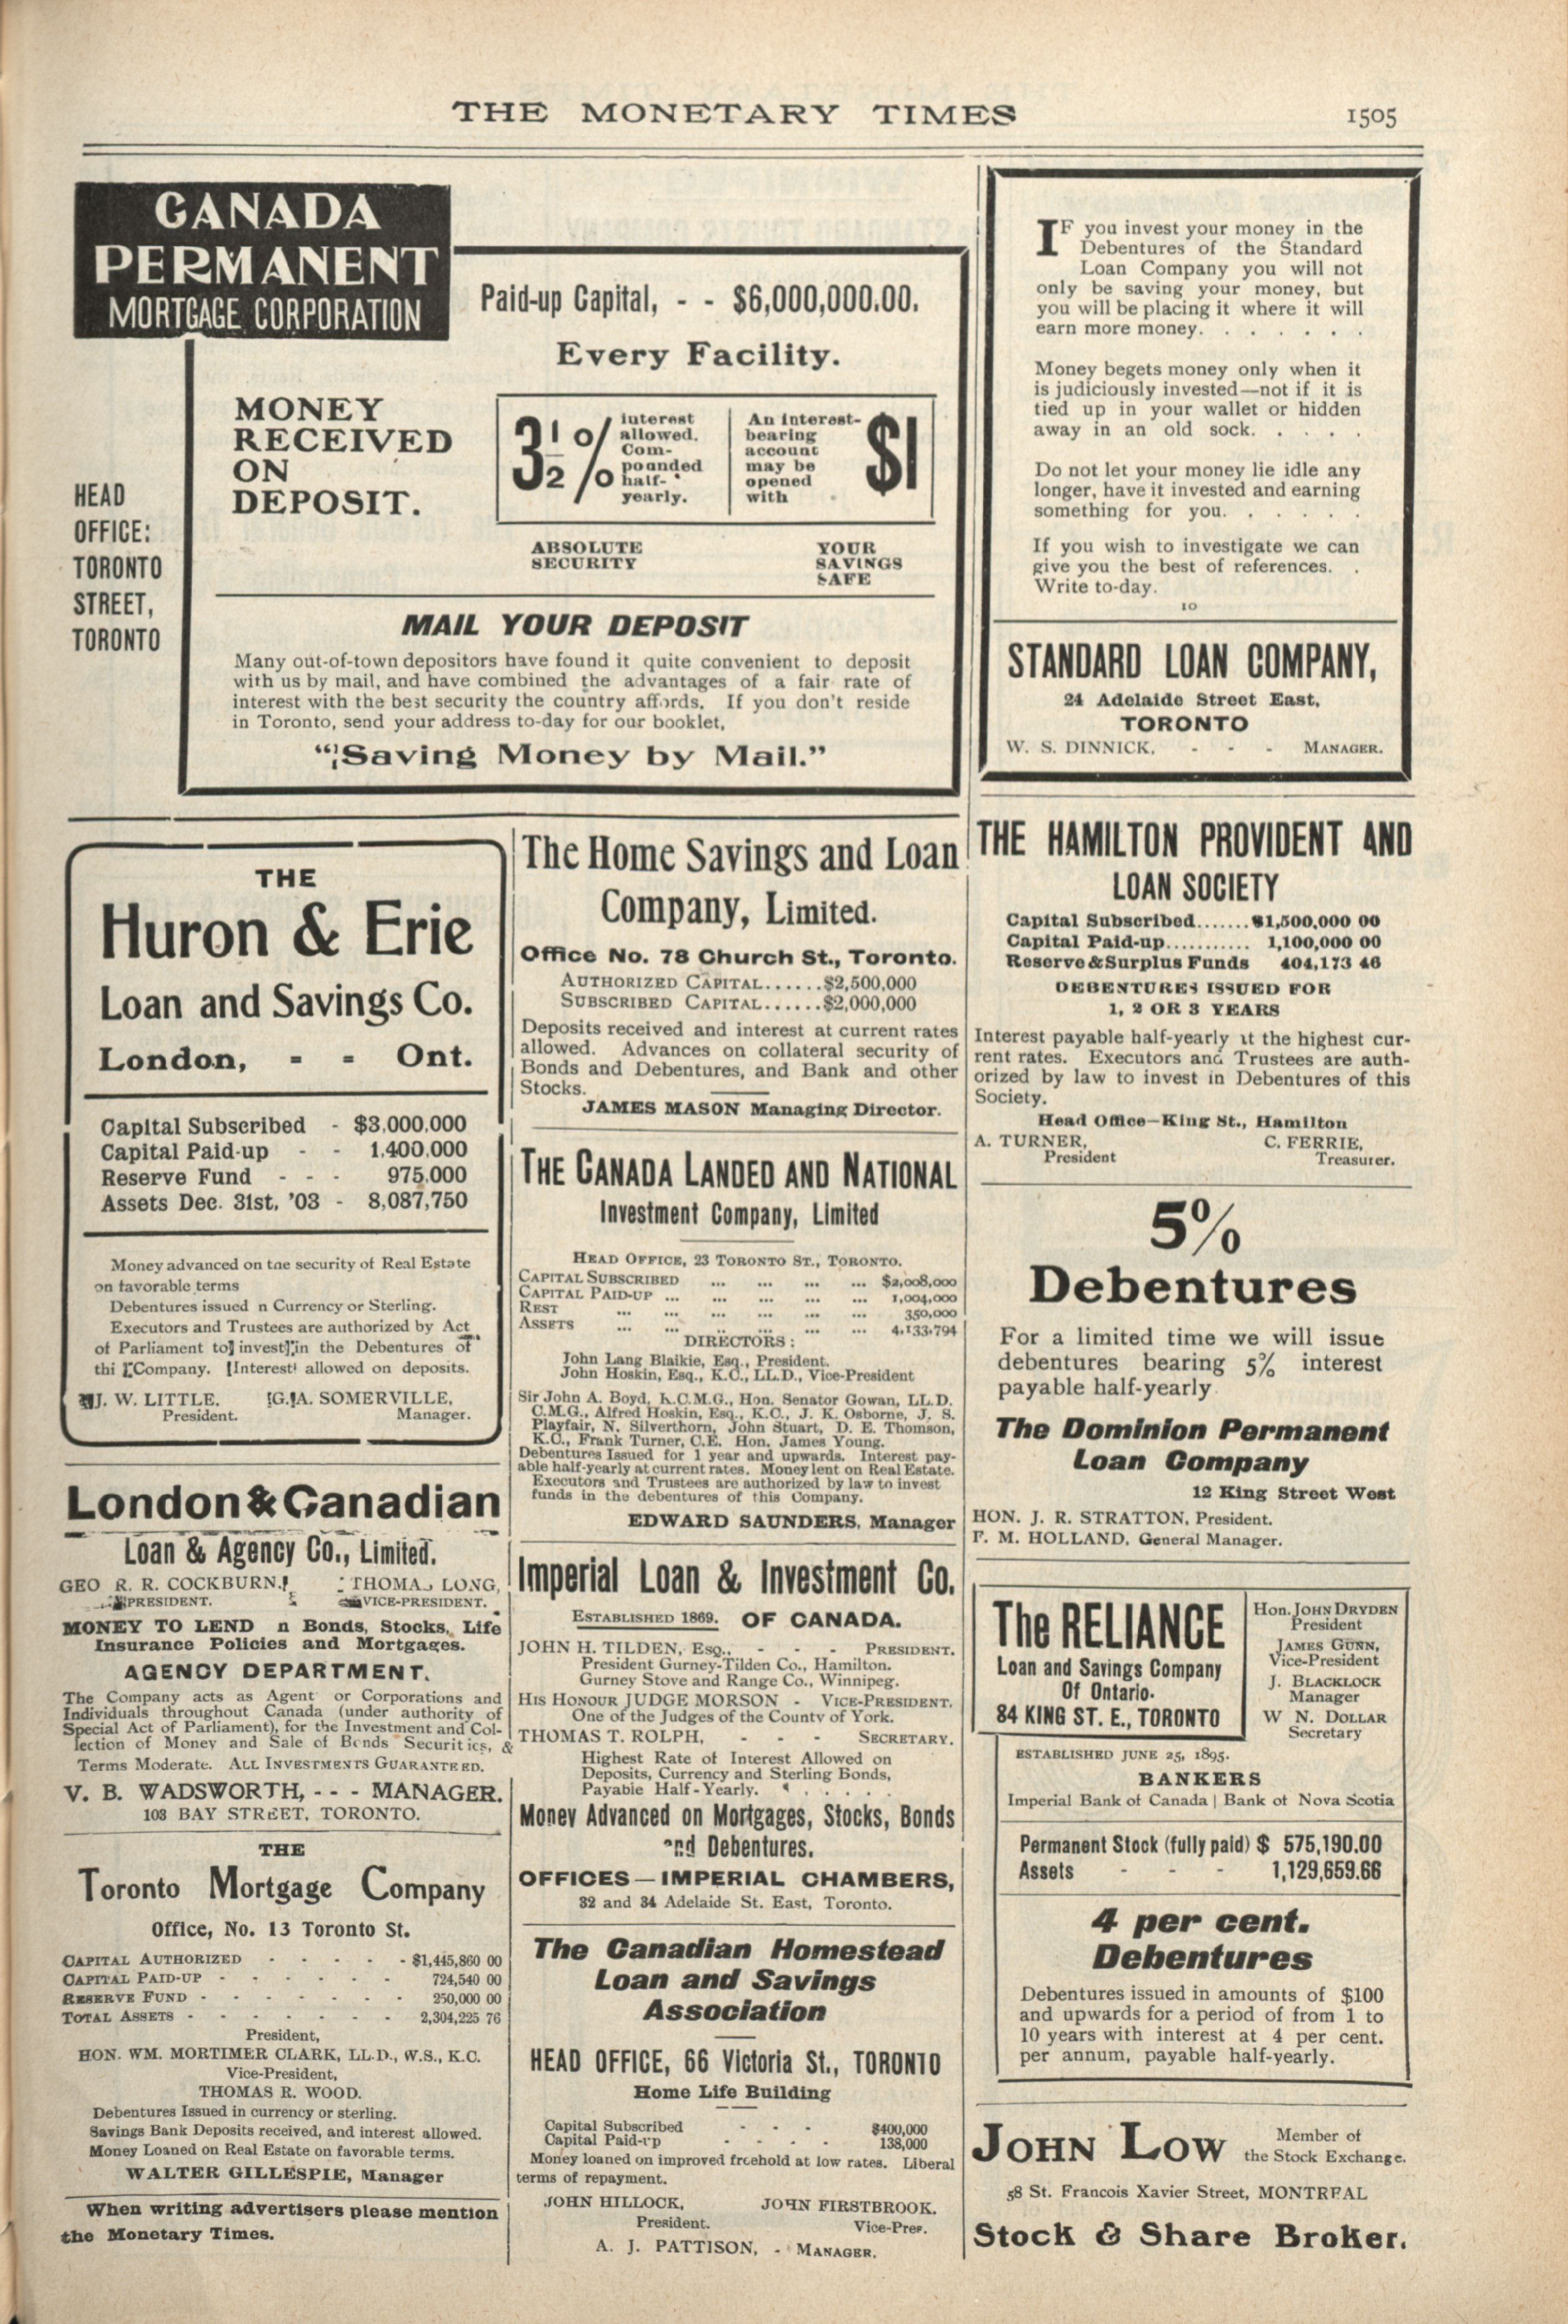 THE MONETARY TIMES 1505
CANADA
PERMANENT
MORTGAGE CORPORATION
Paid-up Capital, - - $6,000,000.00.
Every Facility.
MONEY
RECEIVED
ON
DEPOSIT.
3½%
interest
allowed.
Com-
pounded
half-
yearly.
An interest-
bearing
account
may be
opened
with
$1
HEAD
OFFICE:
TORONTO
STREET,
TORONTO
ABSOLUTE
SECURITY
YOUR
SAVINGS
SAFE
MAIL YOUR DEPOSIT
Many out-of-town depositors have found it quite convenient to deposit
with us by mail, and have combined the advantages of a fair rate of
interest with the best security the country affords. If you don't reside
in Toronto, send your address to-day for our booklet,
“Saving Money by Mail.”
IF you invest your money in the
Debentures of the Standard
Loan Company you will not
only be saving your money, but
you will be placing it where it will
earn more money. . . . . . .
Money begets money only when it
is judiciously invested—not if it is
tied up in your wallet or hidden
away in an old sock. . . . .
Do not let your money lie idle any
longer, have it invested and earning
something for you. . . . . .
If you wish to investigate we can
give you the best of references. .
Write to-day.
10
STANDARD LOAN COMPANY,
24 Adelaide Street East,
TORONTO
W. S. DINNICK, - - - MANAGER.
THE
Huron & Erie
Loan and Savings Co.
London, - - Ont.
Capital Subscribed - $3,000,000
Capital Paid-up - - 1,400,000
Reserve Fund - - - 975,000
Assets Dec. 31st, '03 - 8,087,750
Money advanced on the security of Real Estate
on favorable terms
Debentures issued n Currency or Sterling.
Executors and Trustees are authorized by Act
of Parliament to invest in the Debentures of
thi Company. Interest allowed on deposits.
J. W. LITTLE, G. A. SOMERVILLE,
President. Manager.
London & Canadian
Loan & Agency Co., Limited.
GEO R. R. COCKBURN, THOMAS LONG,
PRESIDENT. VICE-PRESIDENT.
MONEY TO LEND n Bonds, Stocks, Life
Insurance Policies and Mortgages.
AGENCY DEPARTMENT.
The Company acts as Agent or Corporations and
Individuals throughout Canada (under authority of
Special Act of Parliament), for the Investment and Col-
lection of Money and Sale of Bonds Securities, &
Terms Moderate. ALL INVESTMENTS GUARANTEED.
V. B. WADSWORTH, - - - MANAGER.
103 BAY STREET, TORONTO.
THE
Toronto Mortgage Company
Office, No. 13 Toronto St.
CAPITAL AUTHORIZED - - - - - $1,445,860 00
CAPITAL PAID-UP - - - - - - 724,540 00
RESERVE FUND - - - - - - - 250,000 00
TOTAL ASSETS - - - - - - - 2,304,225 76
President,
HON. WM. MORTIMER CLARK, LL.D., W.S., K.C.
Vice-President,
THOMAS R. WOOD.
Debentures Issued in currency or sterling.
Savings Bank Deposits received, and interest allowed.
Money Loaned on Real Estate on favorable terms.
WALTER GILLESPIE, Manager
When writing advertisers please mention
the Monetary Times.
The Home Savings and Loan
Company, Limited.
Office No. 78 Church St., Toronto.
AUTHORIZED CAPITAL......$2,500,000
SUBSCRIBED CAPITAL......$2,000,000
Deposits received and interest at current rates
allowed. Advances on collateral security of
Bonds and Debentures, and Bank and other
Stocks.
JAMES MASON Managing Director.
THE CANADA LANDED AND NATIONAL
Investment Company, Limited
HEAD OFFICE, 23 TORONTO ST., TORONTO.
CAPITAL SUBSCRIBED ... ... ... ... $2,008,000
CAPITAL PAID-UP ... ... ... ... ... 1,004,000
REST ... ... ... ... ... 350,000
ASSETS ... ... ... ... ... 4,133,794
DIRECTORS:
John Lang Blaikie, Esq., President.
John Hoskin, Esq., K.C., LL.D., Vice-President
Sir John A. Boyd, K.C.M.G., Hon. Senator Gowan, LL.D.
C.M.G., Alfred Hoskin, Esq., K.C., J. K. Osborne, J. S.
Playfair, N. Silverthorn, John Stuart, D. E. Thomson,
K.C., Frank Turner, C.E. Hon. James Young.
Debentures Issued for 1 year and upwards. Interest pay-
able half-yearly at current rates. Money lent on Real Estate.
Executors and Trustees are authorized by law to invest
funds in the debentures of this Company.
EDWARD SAUNDERS, Manager
Imperial Loan & Investment Co.
ESTABLISHED 1869. OF CANADA.
JOHN H. TILDEN, ESQ., - - - PRESIDENT.
President Gurney-Tilden Co., Hamilton.
Gurney Stove and Range Co., Winnipeg.
HIS HONOUR JUDGE MORSON - VICE-PRESIDENT.
One of the Judges of the County of York.
THOMAS T. ROLPH, - - - SECRETARY.
Highest Rate of Interest Allowed on
Deposits, Currency and Sterling Bonds,
Payable Half-Yearly. . . . . .
Money Advanced on Mortgages, Stocks, Bonds
and Debentures.
OFFICES—IMPERIAL CHAMBERS,
32 and 34 Adelaide St. East, Toronto.
The Canadian Homestead
Loan and Savings
Association
HEAD OFFICE, 66 Victoria St., TORONTO
Home Life Building
Capital Subscribed - - - $400,000
Capital Paid-up - - - - 138,000
Money loaned on improved freehold at low rates. Liberal
terms of repayment.
JOHN HILLOCK, JOHN FIRSTBROOK.
President. Vice-Pres.
A. J. PATTISON, - MANAGER.
THE HAMILTON PROVIDENT AND
LOAN SOCIETY
Capital Subscribed.......$1,500,000 00
Capital Paid-up........... 1,100,000 00
Reserve & Surplus Funds 404,173 46
DEBENTURES ISSUED FOR
1, 2 OR 3 YEARS
Interest payable half-yearly at the highest cur-
rent rates. Executors and Trustees are auth-
orized by law to invest in Debentures of this
Society.
Head Office—King St., Hamilton
A. TURNER, C. FERRIE,
President Treasurer.
5%
Debentures
For a limited time we will issue
debentures bearing 5% interest
payable half-yearly
The Dominion Permanent
Loan Company
12 King Street West
HON. J. R. STRATTON, President.
F. M. HOLLAND, General Manager.
The RELIANCE
Loan and Savings Company
Of Ontario.
84 KING ST. E., TORONTO
Hon. JOHN DRYDEN
President
JAMES GUNN,
Vice-President
J. BLACKLOCK
Manager
W N. DOLLAR
Secretary
ESTABLISHED JUNE 25, 1895.
BANKERS
Imperial Bank of Canada | Bank of Nova Scotia
Permanent Stock (fully paid) $ 575,190.00
Assets - - - 1,129,659.66
4 per cent.
Debentures
Debentures issued in amounts of $100
and upwards for a period of from 1 to
10 years with interest at 4 per cent.
per annum, payable half-yearly.
JOHN LOW Member of
the Stock Exchange.
58 St. Francois Xavier Street, MONTREAL
Stock & Share Broker.